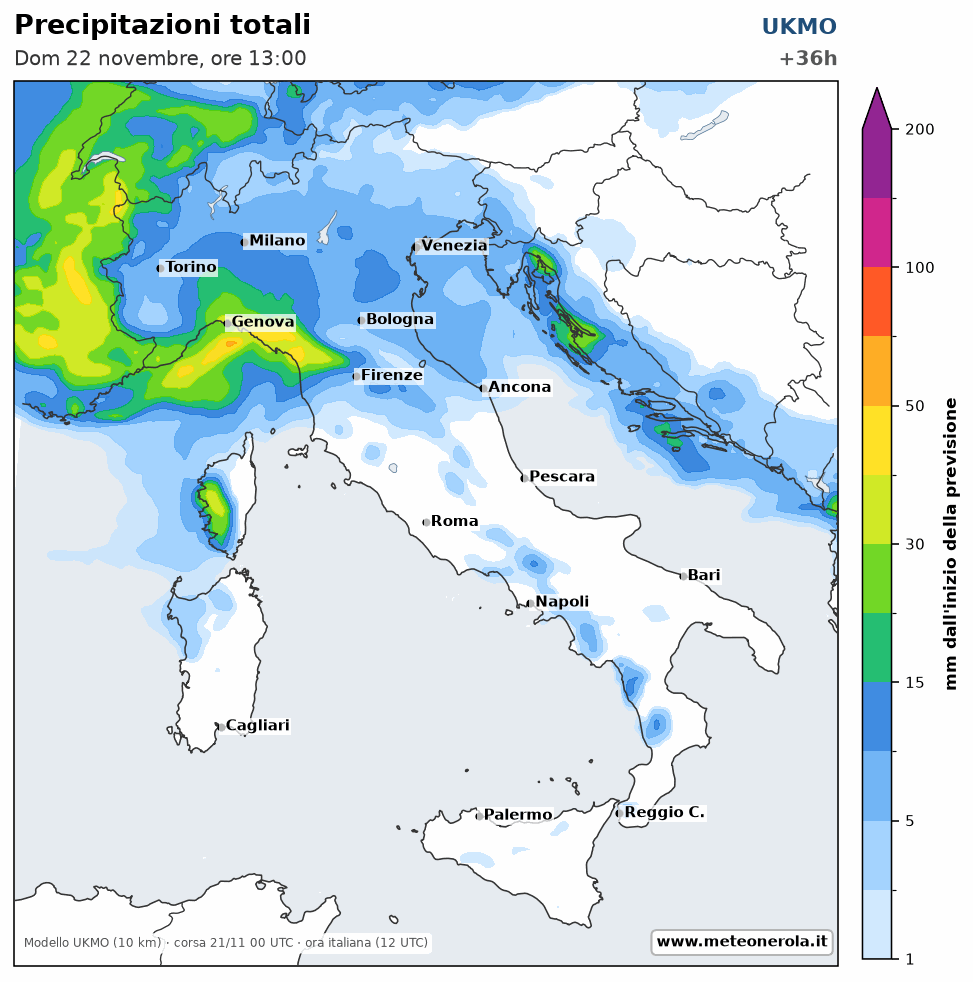 Precipitazioni totali
UKMO
Dom 22 novembre, ore 13:00
+36h
200
100
50
30
15
5
1
mm dall'inizio della previsione
Milano
Venezia
Torino
Genova
Bologna
Firenze
Ancona
Pescara
Roma
Bari
Napoli
Cagliari
Palermo
Reggio C.
Modello UKMO (10 km) · corsa 21/11 00 UTC · ora italiana (12 UTC)
www.meteonerola.it